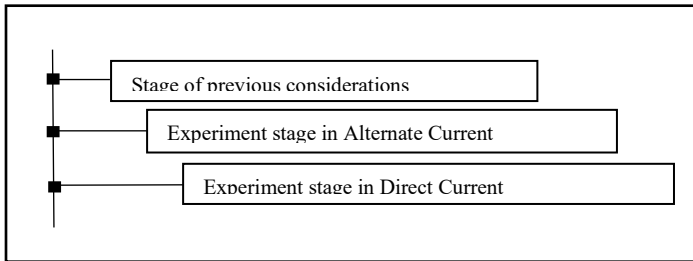 Stage of previous considerations
Experiment stage in Alternate Current
Experiment stage in Direct Current